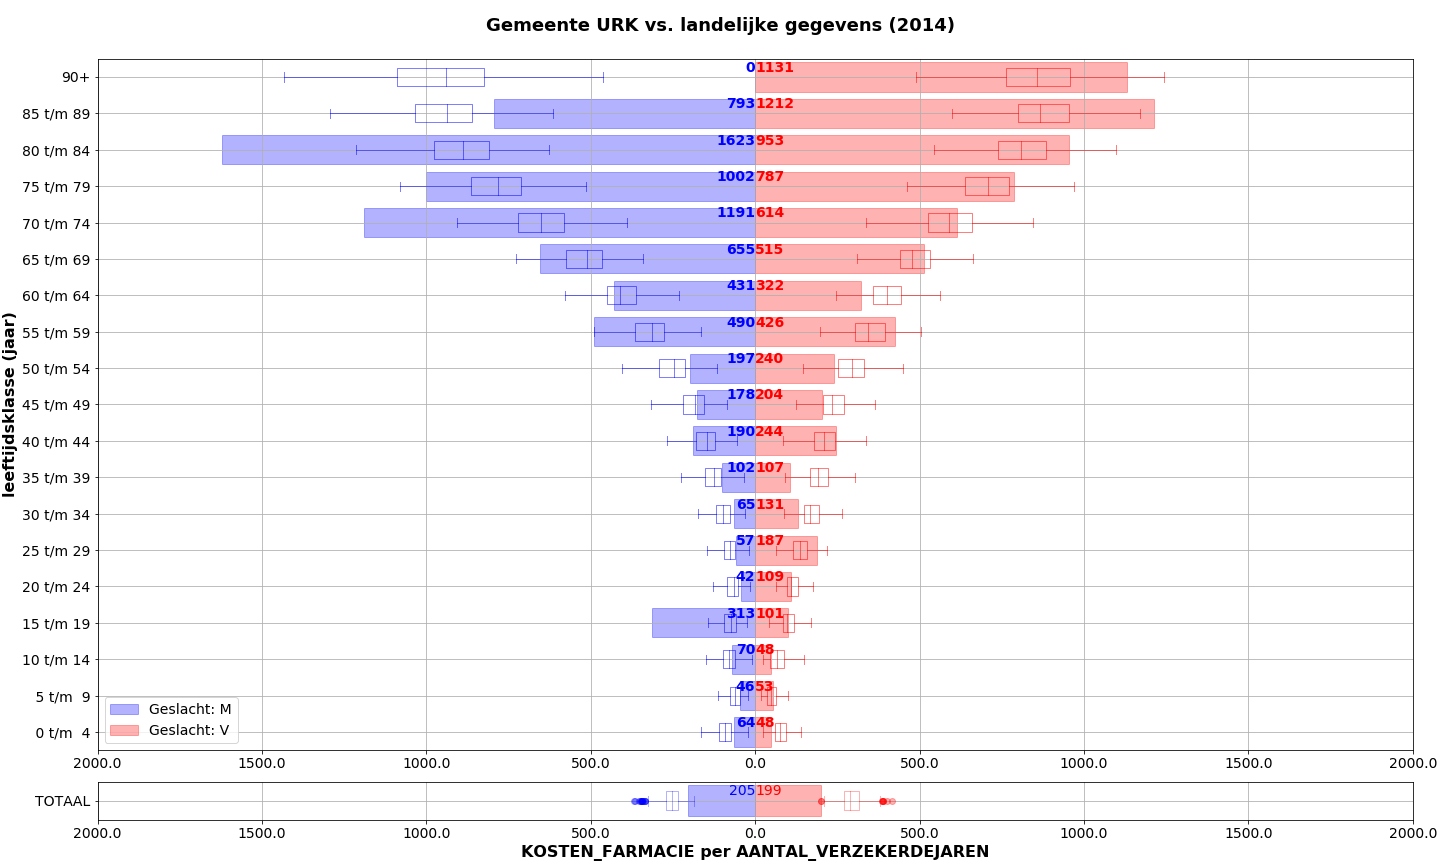 Gemeente URK vs. landelijke gegevens (2014)
leeftijdsklasse (jaar)
90+ 0 1131
85 t/m 89 793 1212
80 t/m 84 1623 953
75 t/m 79 1002 787
70 t/m 74 1191 614
65 t/m 69 655 515
60 t/m 64 431 322
55 t/m 59 490 426
50 t/m 54 197 240
45 t/m 49 178 204
40 t/m 44 190 244
35 t/m 39 102 107
30 t/m 34 65 131
25 t/m 29 57 187
20 t/m 24 42 109
15 t/m 19 313 101
10 t/m 14 70 48
5 t/m 9 46 53
0 t/m 4 64 48
Geslacht: M
Geslacht: V
2000.0 1500.0 1000.0 500.0 0.0 500.0 1000.0 1500.0 2000.0
TOTAAL 205 199
2000.0 1500.0 1000.0 500.0 0.0 500.0 1000.0 1500.0 2000.0
KOSTEN_FARMACIE per AANTAL_VERZEKERDEJAREN